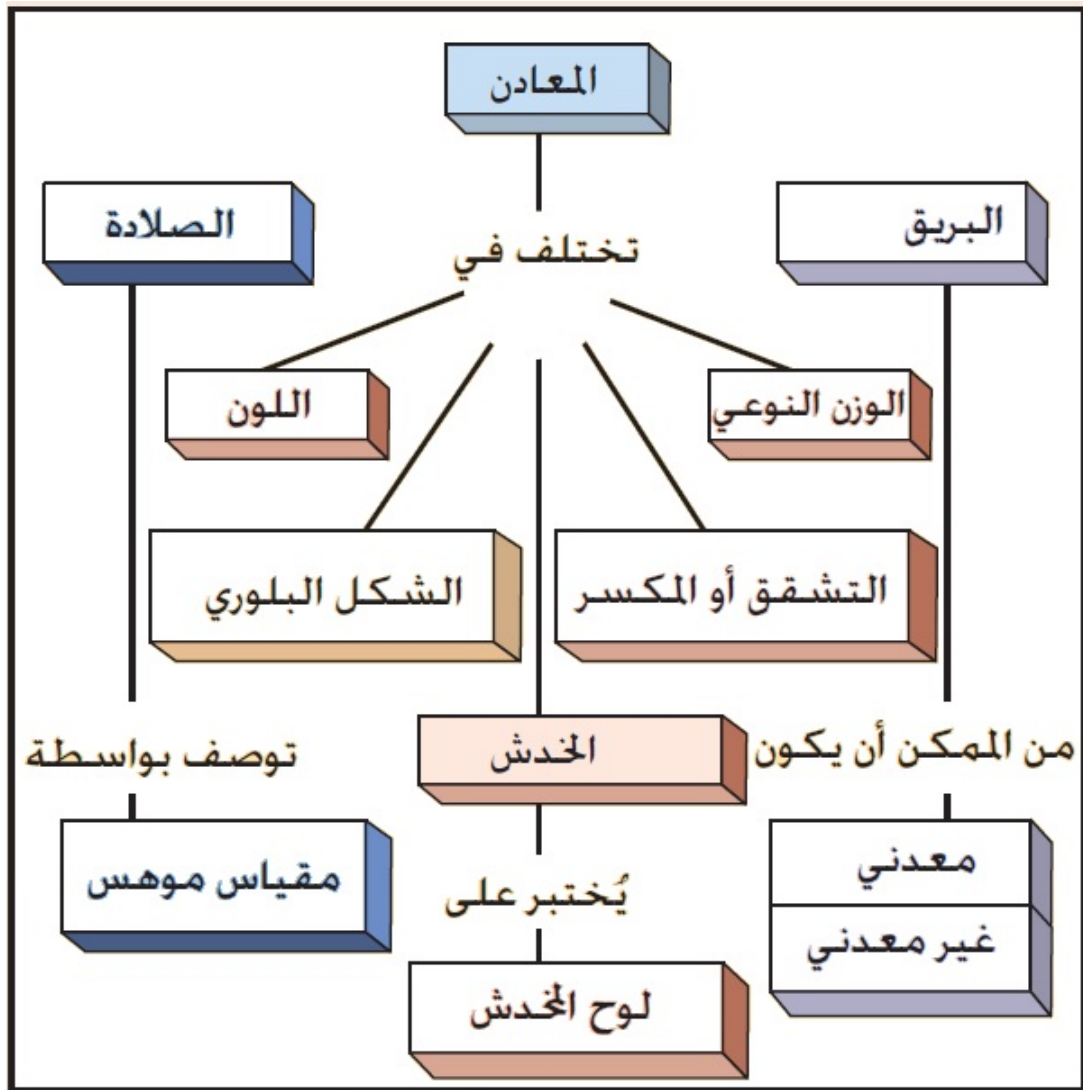 المعادن
البريق
الصلادة
تختلف في
الوزن النوعي
اللون
التشقق أو المكسر
الشكل البلوري
من الممكن أن يكون
الخدش
توصف بواسطة
معدني
غير معدني
يُختبر على
مقياس موهس
لوح المخدش